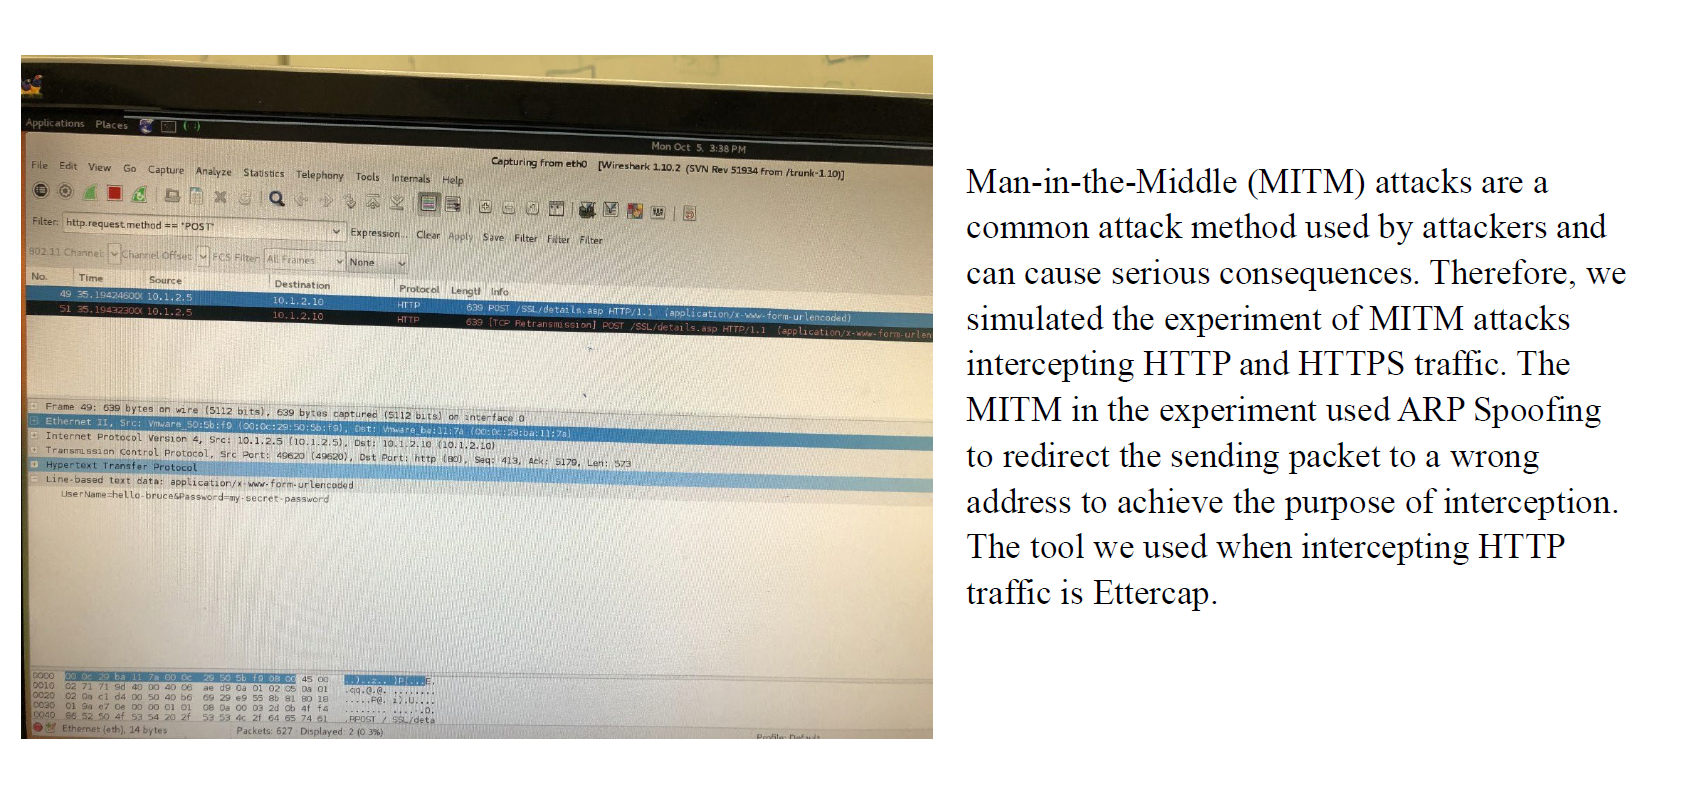 Applications Places
Mon Oct 5, 3:38 PM
Capturing from eth0 [Wireshark 1.10.2 (SVN Rev 51934 from /trunk-1.10)]
File Edit View Go Capture Analyze Statistics Telephony Tools Internals Help
Filter: http.request.method == "POST" Expression... Clear Apply Save Filter Filter Filter
802.11 Channel: Channel Offset: FCS Filter: All Frames None
No. Time Source Destination Protocol Length Info
49 35.194246000 10.1.2.5 10.1.2.10 HTTP 639 POST /SSL/details.asp HTTP/1.1 (application/x-www-form-urlencoded)
51 35.194323000 10.1.2.5 10.1.2.10 HTTP 639 [TCP Retransmission] POST /SSL/details.asp HTTP/1.1 (application/x-www-form-urlen
Frame 49: 639 bytes on wire (5112 bits), 639 bytes captured (5112 bits) on interface 0
Ethernet II, Src: Vmware_50:5b:f9 (00:0c:29:50:5b:f9), Dst: Vmware_ba:11:7a (00:0c:29:ba:11:7a)
Internet Protocol Version 4, Src: 10.1.2.5 (10.1.2.5), Dst: 10.1.2.10 (10.1.2.10)
Transmission Control Protocol, Src Port: 49620 (49620), Dst Port: http (80), Seq: 413, Ack: 5179, Len: 573
Hypertext Transfer Protocol
Line-based text data: application/x-www-form-urlencoded
UserName=hello-bruce&Password=my-secret-password
0000 00 0c 29 ba 11 7a 00 0c 29 50 5b f9 08 00 45 00
0010 02 71 71 9d 40 00 40 06 ae d9 0a 01 02 05 0a 01
0020 02 0a c1 d4 00 50 40 b6 69 29 e9 55 8b 81 80 18
0030 01 9a e7 0e 00 00 01 01 08 0a 00 03 2d 0b 4f f4
0040 86 52 50 4f 53 54 20 2f 53 53 4c 2f 64 65 74 61 .RPOST / SSL/deta
Ethernet (eth), 14 bytes Packets: 627 Displayed: 2 (0.3%) Profile: Default
Man-in-the-Middle (MITM) attacks are a
common attack method used by attackers and
can cause serious consequences. Therefore, we
simulated the experiment of MITM attacks
intercepting HTTP and HTTPS traffic. The
MITM in the experiment used ARP Spoofing
to redirect the sending packet to a wrong
address to achieve the purpose of interception.
The tool we used when intercepting HTTP
traffic is Ettercap.